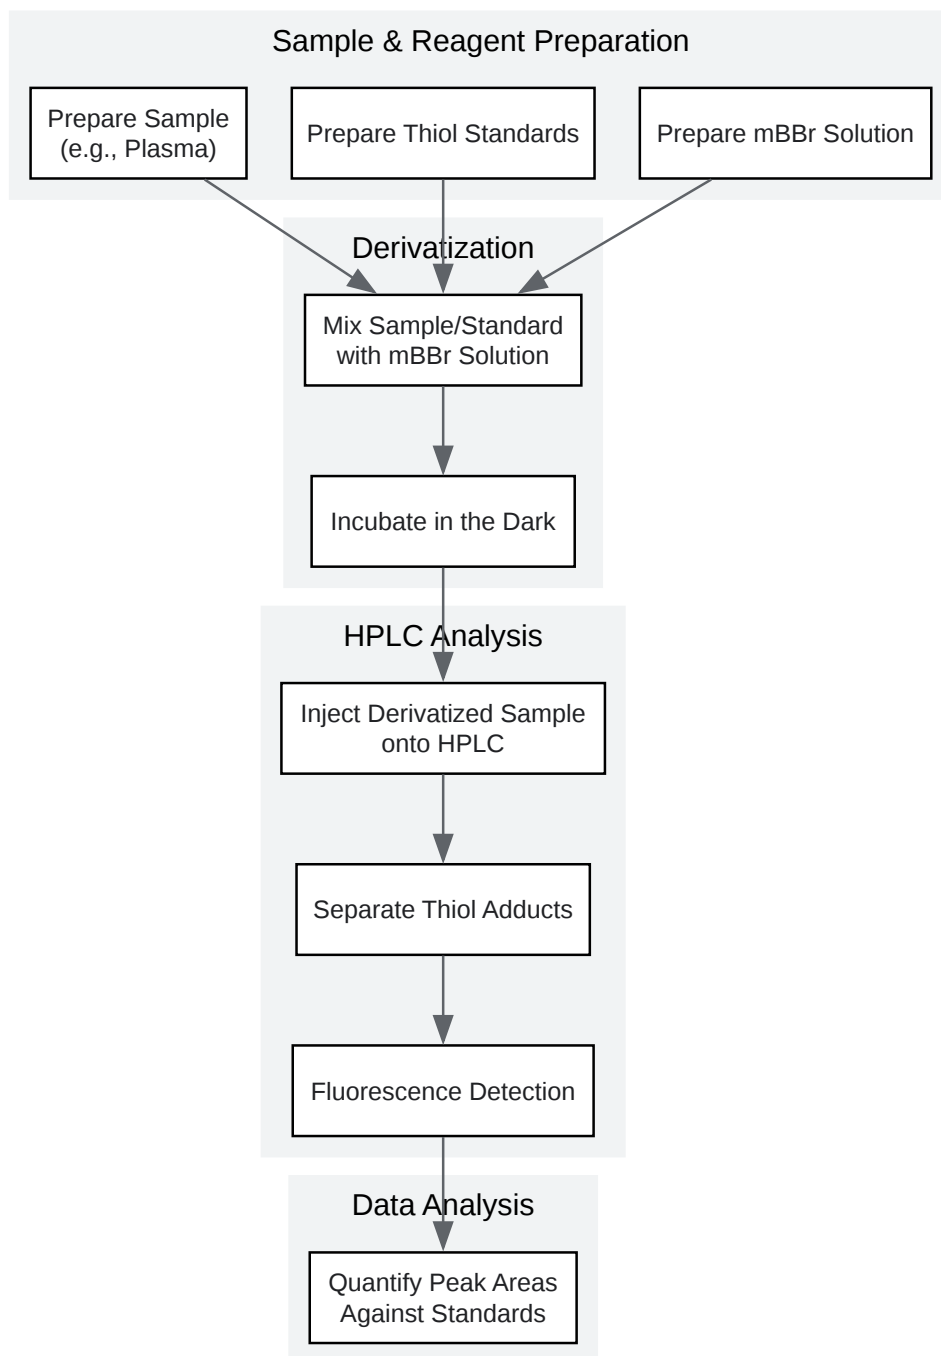 Sample & Reagent Preparation
Prepare Sample
(e.g., Plasma)
Prepare Thiol Standards
Prepare mBBr Solution
Derivatization
Mix Sample/Standard
with mBBr Solution
Incubate in the Dark
HPLC Analysis
Inject Derivatized Sample
onto HPLC
Separate Thiol Adducts
Fluorescence Detection
Data Analysis
Quantify Peak Areas
Against Standards